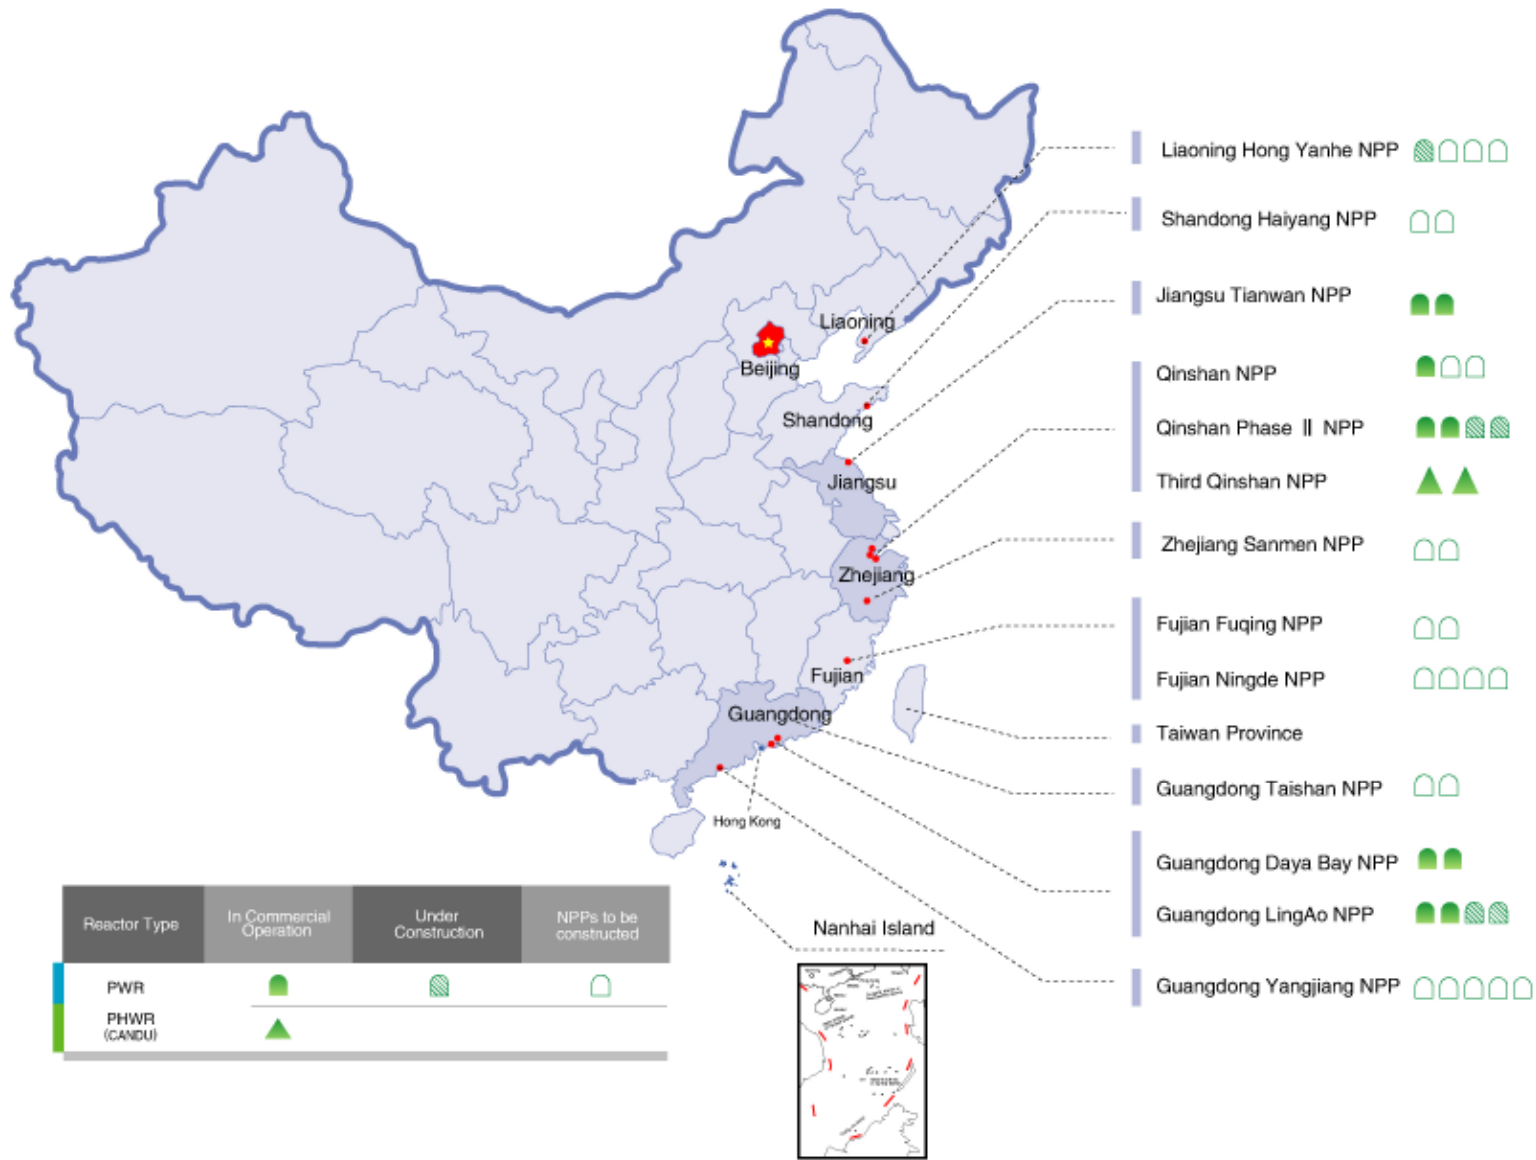 Liaoning Hong Yanhe NPP
Shandong Haiyang NPP
Jiangsu Tianwan NPP
Qinshan NPP
Qinshan Phase Ⅱ NPP
Third Qinshan NPP
Zhejiang Sanmen NPP
Fujian Fuqing NPP
Fujian Ningde NPP
Taiwan Province
Guangdong Taishan NPP
Guangdong Daya Bay NPP
Guangdong LingAo NPP
Guangdong Yangjiang NPP
Liaoning
Beijing
Shandong
Jiangsu
Zhejiang
Fujian
Guangdong
Hong Kong
Nanhai Island
Reactor Type
In Commercial
Operation
Under
Construction
NPPs to be
constructed
PWR
PHWR
(CANDU)